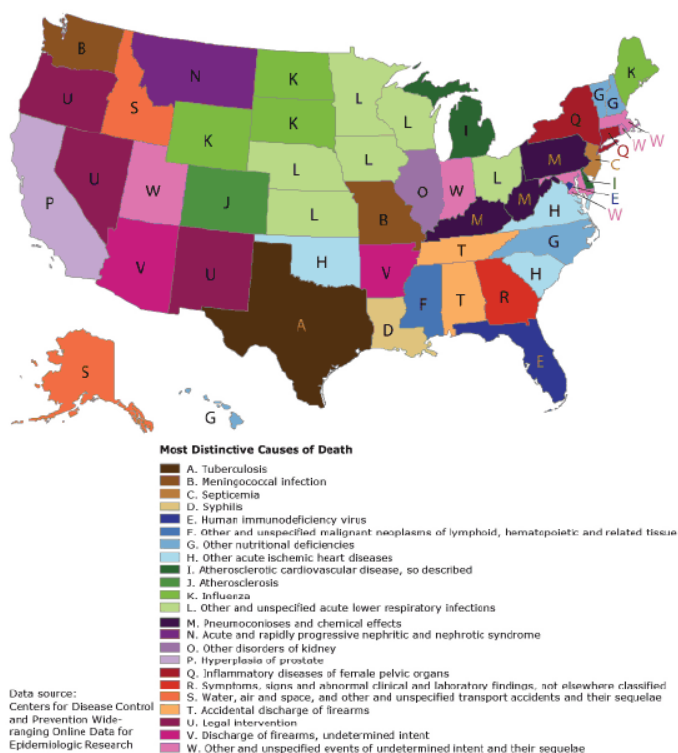 B
U
S
N
K
K
K
L
L
L
L
L
L
I
K
G
G
Q
Q
W
W
M
C
I
E
W
P
U
W
J
O
W
B
M
M
H
G
H
V
U
H
V
T
T
R
F
D
A
E
S
G
Most Distinctive Causes of Death
A. Tuberculosis
B. Meningococcal infection
C. Septicemia
D. Syphilis
E. Human immunodeficiency virus
F. Other and unspecified malignant neoplasms of lymphoid, hematopoietic and related tissue
G. Other nutritional deficiencies
H. Other acute ischemic heart diseases
I. Atherosclerotic cardiovascular disease, so described
J. Atherosclerosis
K. Influenza
L. Other and unspecified acute lower respiratory infections
M. Pneumoconioses and chemical effects
N. Acute and rapidly progressive nephritic and nephrotic syndrome
O. Other disorders of kidney
P. Hyperplasia of prostate
Q. Inflammatory diseases of female pelvic organs
R. Symptoms, signs and abnormal clinical and laboratory findings, not elsewhere classified
S. Water, air and space, and other and unspecified transport accidents and their sequelae
T. Accidental discharge of firearms
U. Legal intervention
V. Discharge of firearms, undetermined intent
W. Other and unspecified events of undetermined intent and their sequelae
Data source:
Centers for Disease Control
and Prevention Wide-
ranging Online Data for
Epidemiologic Research